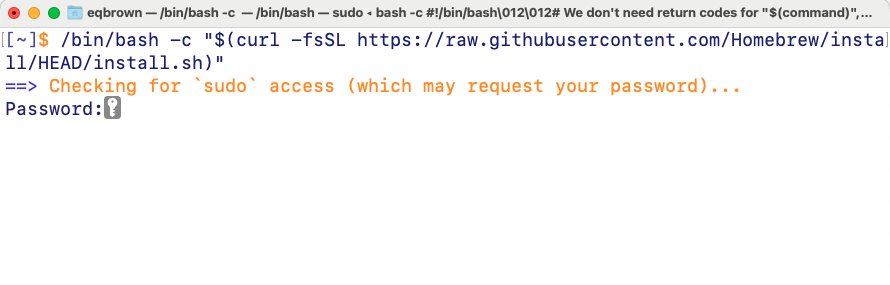 eqbrown — /bin/bash -c — /bin/bash — sudo ◂ bash -c #!/bin/bash\012\012# We don't need return codes for "$(command)",...
[~]$ /bin/bash -c "$(curl -fsSL https://raw.githubusercontent.com/Homebrew/insta
ll/HEAD/install.sh)"
==> Checking for `sudo` access (which may request your password)...
Password: